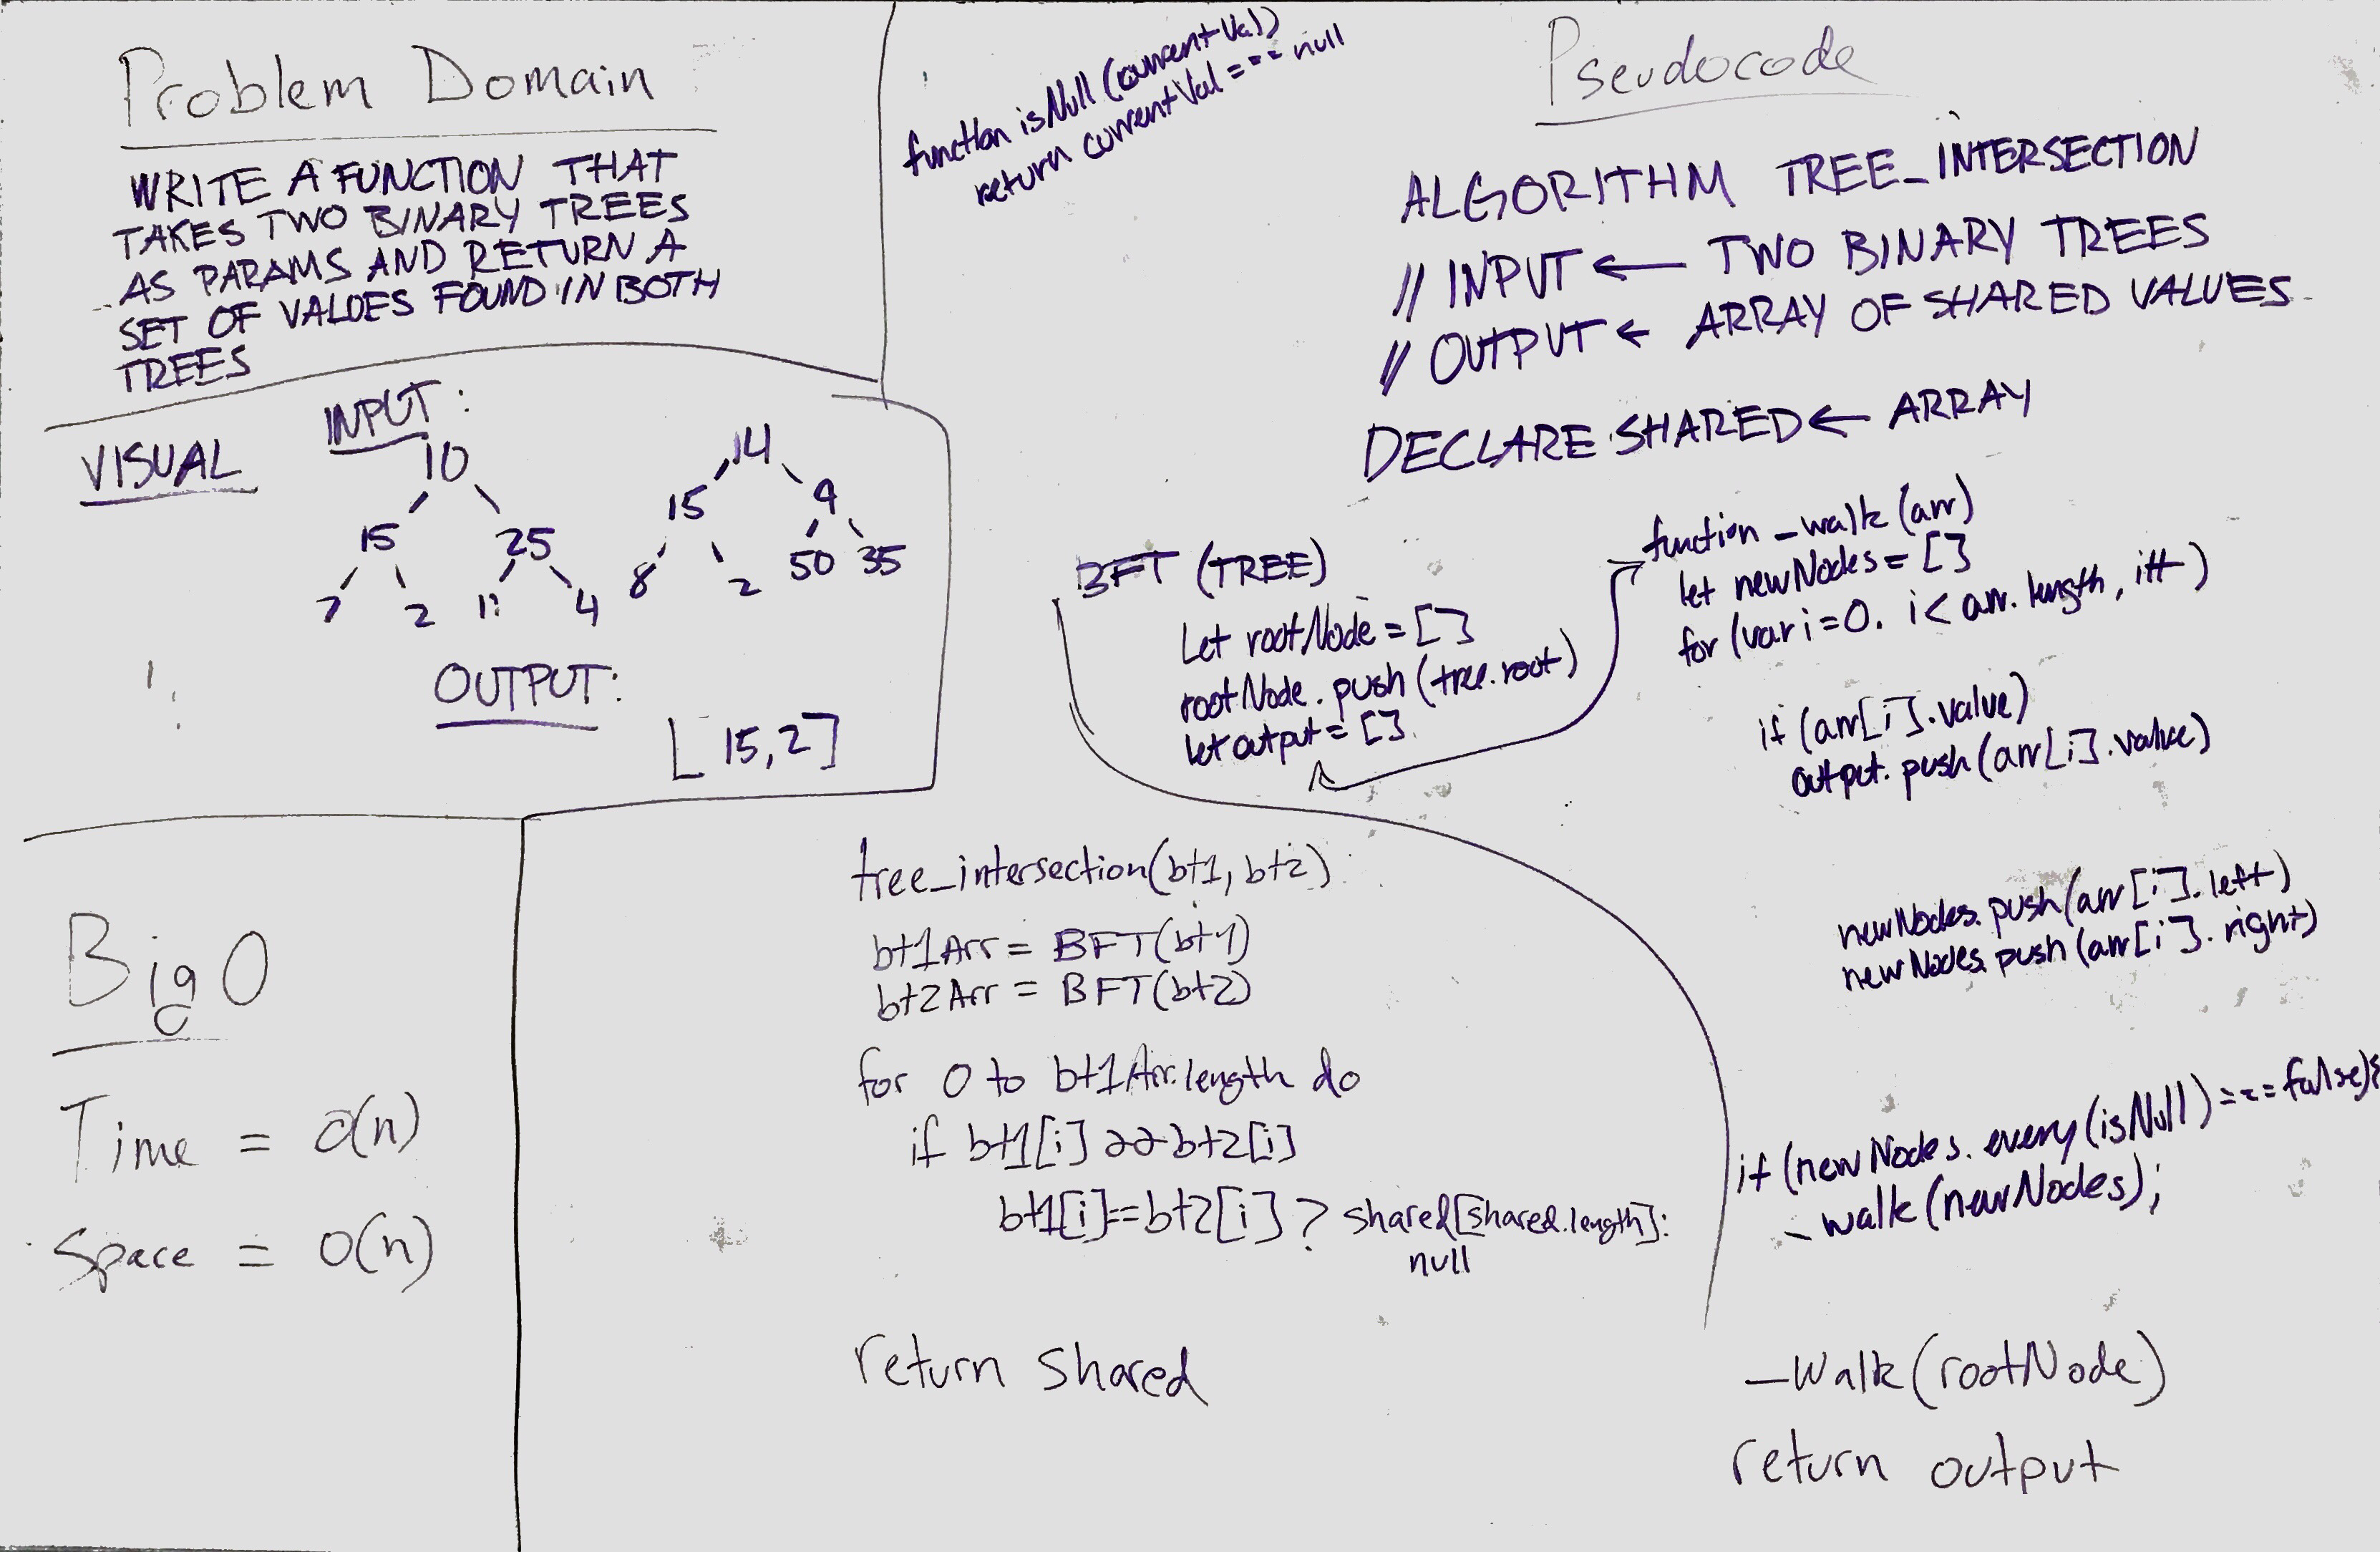 Problem Domain
WRITE A FUNCTION THAT
TAKES TWO BINARY TREES
AS PARAMS AND RETURN A
SET OF VALUES FOUND IN BOTH
TREES
VISUAL
INPUT:
10
15 25
7 2 11 4
14
15 9
8 2 50 35
OUTPUT:
[15,2]
Big O
Time = O(n)
Space = O(n)
function isNull (currentVal)
return currentVal === null
Pseudocode
ALGORITHM TREE_INTERSECTION
// INPUT ← TWO BINARY TREES
// OUTPUT ← ARRAY OF SHARED VALUES
DECLARE SHARED ← ARRAY
BFT (TREE)
Let rootNode = []
rootNode.push(tree.root)
let output = []
function _walk (arr)
let newNodes = []
for (var i=0. i < arr.length, i++)
if (arr[i].value)
output.push(arr[i].value)
newNodes.push(arr[i].left)
newNodes.push(arr[i].right)
if (newNodes.every(isNull) === false){
_walk(newNodes);
_walk(rootNode)
return output
tree_intersection(bt1, bt2)
bt1Arr = BFT(bt1)
bt2Arr = BFT(bt2)
for 0 to bt1Arr.length do
if bt1[i] && bt2[i]
bt1[i]==bt2[i] ? shared[shared.length]:
null
return shared